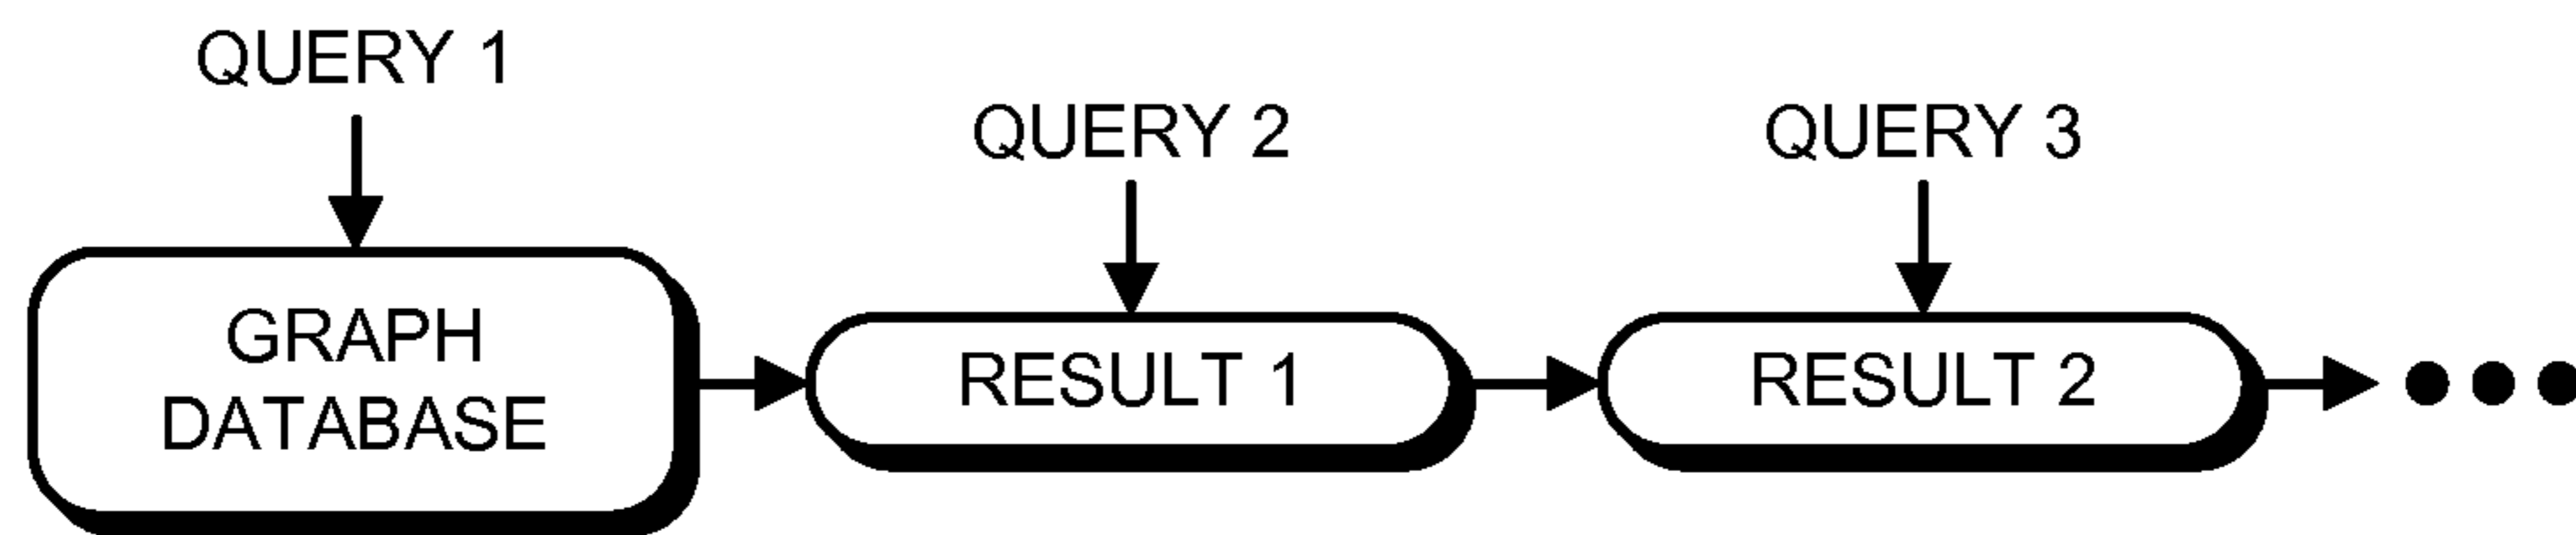 QUERY 1
QUERY 2
QUERY 3
GRAPH
DATABASE
RESULT 1
RESULT 2